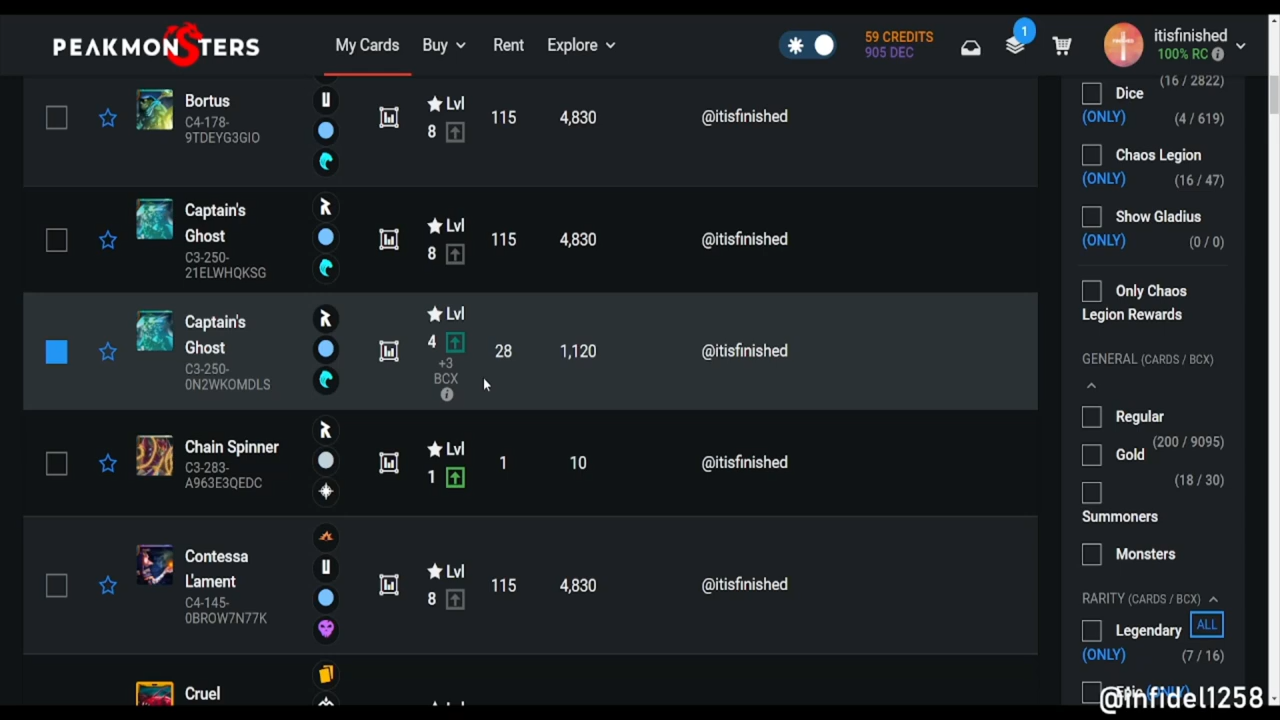 PEAKMONSTERS
My Cards
Buy
Rent
Explore
59 CREDITS
905 DEC
1
itisfinished
100% RC
Bortus
C4-178-
9TDEYG3GIO
Lvl
8
115
4,830
@itisfinished
Captain's
Ghost
C3-250-
21ELWHQKSG
Lvl
8
115
4,830
@itisfinished
Captain's
Ghost
C3-250-
0N2WKOMDLS
Lvl
4
+3
BCX
28
1,120
@itisfinished
Chain Spinner
C3-283-
A963E3QEDC
Lvl
1
1
10
@itisfinished
Contessa
L'ament
C4-145-
0BROW7N77K
Lvl
8
115
4,830
@itisfinished
Cruel
Lvl
(16 / 2822)
Dice
(ONLY)
(4 / 619)
Chaos Legion
(ONLY)
(16 / 47)
Show Gladius
(ONLY)
(0 / 0)
Only Chaos
Legion Rewards
GENERAL (CARDS / BCX)
Regular
(200 / 9095)
Gold
(18 / 30)
Summoners
Monsters
RARITY (CARDS / BCX)
ALL
Legendary
(ONLY)
(7 / 16)
Epic (ONLY)
@infidel1258